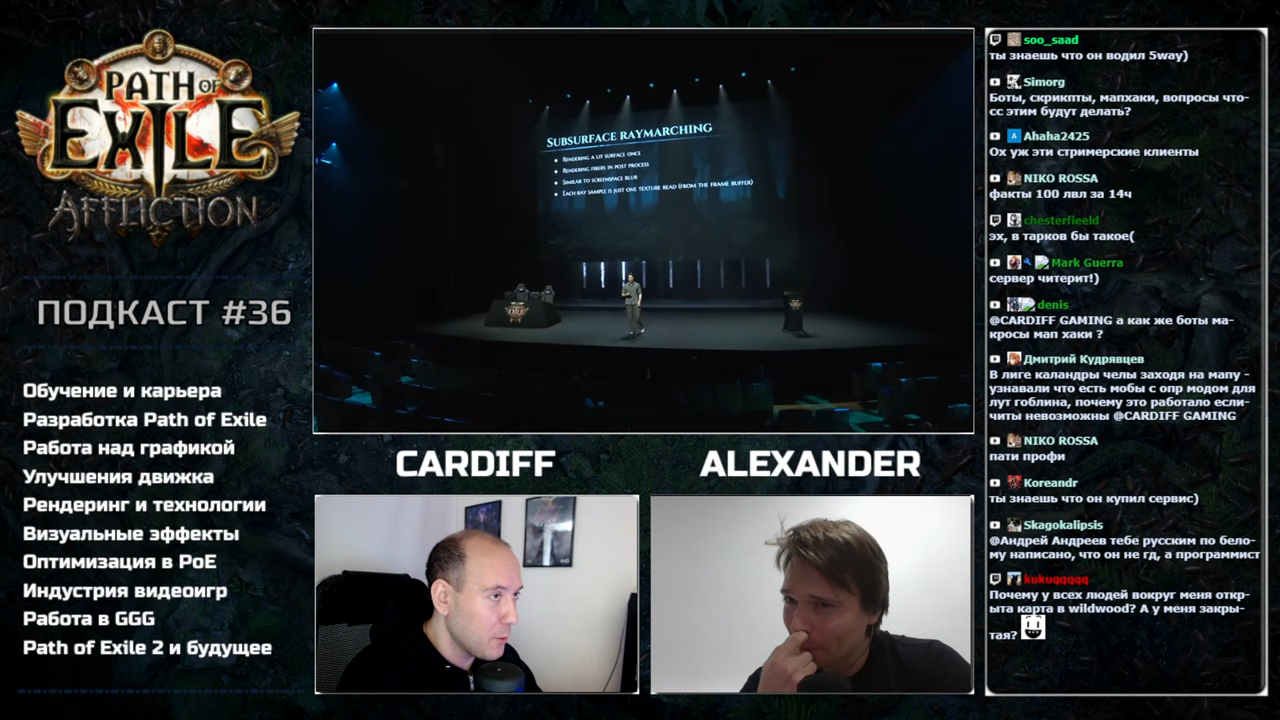 PATH OF
EXILE
AFFLICTION
ПОДКАСТ #36
Обучение и карьера
Разработка Path of Exile
Работа над графикой
Улучшения движка
Рендеринг и технологии
Визуальные эффекты
Оптимизация в PoE
Индустрия видеоигр
Работа в GGG
Path of Exile 2 и будущее
SUBSURFACE RAYMARCHING
RENDERING A LIT SURFACE ONCE
RENDERING FIBERS IN POST PROCESS
SIMILAR TO SCREENSPACE BLUR
EACH RAY SAMPLE IS JUST ONE TEXTURE READ (FROM THE FRAME BUFFER)
CARDIFF
ALEXANDER
soo_saad
ты знаешь что он водил 5way)
Simorg
Боты, скрикпты, мапхаки, вопросы что-
сс этим будут делать?
A Ahaha2425
Ох уж эти стримерские клиенты
NIKO ROSSA
факты 100 лвл за 14ч
chesterfieeld
эх, в тарков бы такое(
Mark Guerra
сервер читерит!)
denis
@CARDIFF GAMING а как же боты ма-
кросы мап хаки ?
Дмитрий Кудрявцев
В лиге каландры челы заходя на мапу -
узнавали что есть мобы с опр модом для
лут гоблина, почему это работало если-
читы невозможны @CARDIFF GAMING
NIKO ROSSA
пати профи
Koreandr
ты знаешь что он купил сервис)
Skagokalipsis
@Андрей Андреев тебе русским по бело-
му написано, что он не гд, а программист
kukuqqqqq
Почему у всех людей вокруг меня откр-
ыта карта в wildwood? А у меня закры-
тая?